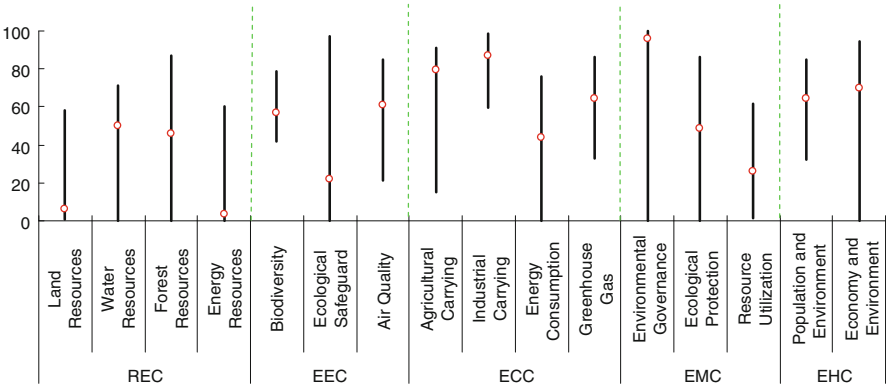 100
80
60
40
20
0
Land
Resources
Water
Resources
Forest
Resources
Energy
Resources
Biodiversity
Ecological
Safeguard
Air Quality
Agricultural
Carrying
Industrial
Carrying
Energy
Consumption
Greenhouse
Gas
Environmental
Governance
Ecological
Protection
Resource
Utilization
Population and
Environment
Economy and
Environment
REC
EEC
ECC
EMC
EHC